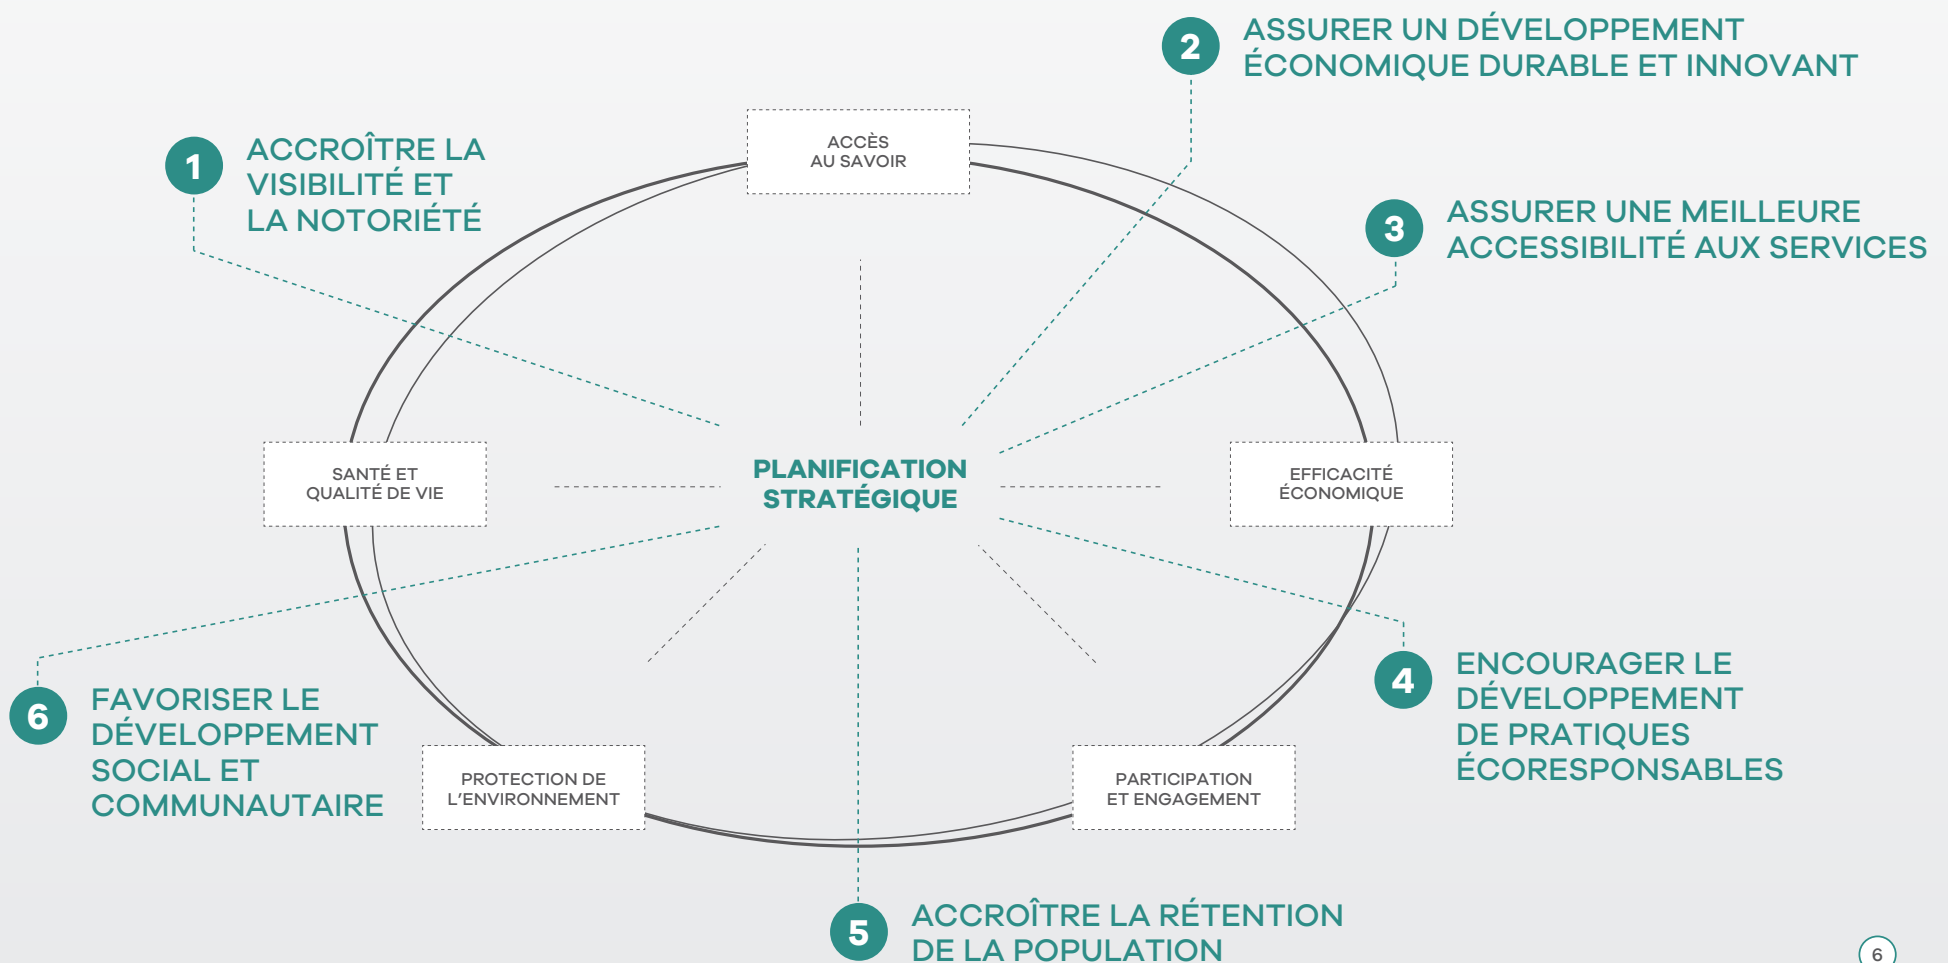 2
ASSURER UN DÉVELOPPEMENT
ÉCONOMIQUE DURABLE ET INNOVANT
1
ACCROÎTRE LA
VISIBILITÉ ET
LA NOTORIÉTÉ
ACCÈS
AU SAVOIR
3
ASSURER UNE MEILLEURE
ACCESSIBILITÉ AUX SERVICES
SANTÉ ET
QUALITÉ DE VIE
PLANIFICATION
STRATÉGIQUE
EFFICACITÉ
ÉCONOMIQUE
6
FAVORISER LE
DÉVELOPPEMENT
SOCIAL ET
COMMUNAUTAIRE
PROTECTION DE
L'ENVIRONNEMENT
PARTICIPATION
ET ENGAGEMENT
4
ENCOURAGER LE
DÉVELOPPEMENT
DE PRATIQUES
ÉCORESPONSABLES
5
ACCROÎTRE LA RÉTENTION
DE LA POPULATION
6